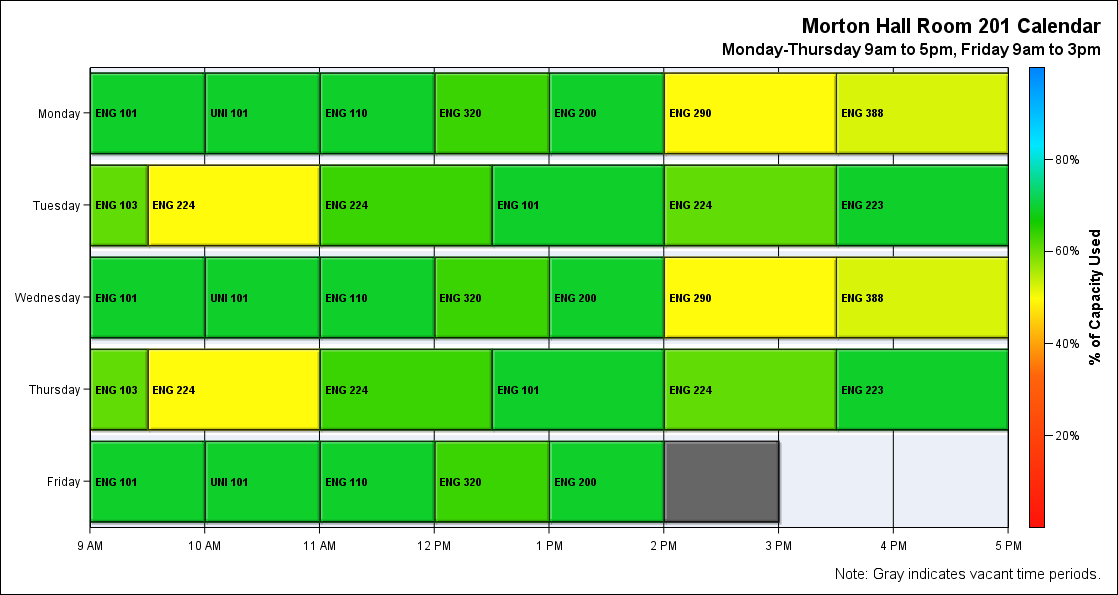 Morton Hall Room 201 Calendar
Monday-Thursday 9am to 5pm, Friday 9am to 3pm
Monday
ENG 101
UNI 101
ENG 110
ENG 320
ENG 200
ENG 290
ENG 388
Tuesday
ENG 103
ENG 224
ENG 224
ENG 101
ENG 224
ENG 223
Wednesday
ENG 101
UNI 101
ENG 110
ENG 320
ENG 200
ENG 290
ENG 388
Thursday
ENG 103
ENG 224
ENG 224
ENG 101
ENG 224
ENG 223
Friday
ENG 101
UNI 101
ENG 110
ENG 320
ENG 200
9 AM
10 AM
11 AM
12 PM
1 PM
2 PM
3 PM
4 PM
5 PM
80%
60%
40%
20%
% of Capacity Used
Note: Gray indicates vacant time periods.